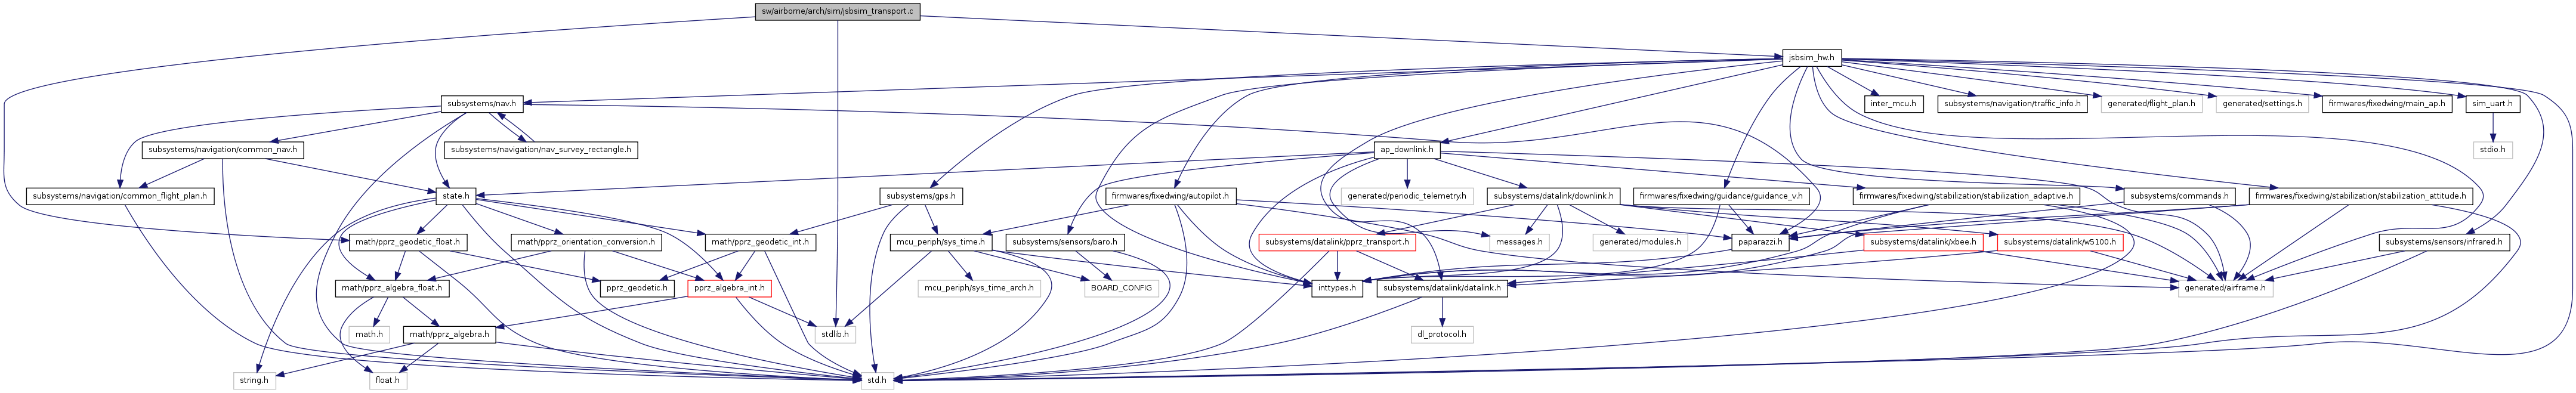 sw/airborne/arch/sim/jsbsim_transport.c
jsbsim_hw.h
subsystems/nav.h
inter_mcu.h
subsystems/navigation/traffic_info.h
generated/flight_plan.h
generated/settings.h
firmwares/fixedwing/main_ap.h
sim_uart.h
subsystems/navigation/common_nav.h
subsystems/navigation/nav_survey_rectangle.h
ap_downlink.h
stdio.h
subsystems/navigation/common_flight_plan.h
state.h
subsystems/gps.h
firmwares/fixedwing/autopilot.h
generated/periodic_telemetry.h
subsystems/datalink/downlink.h
firmwares/fixedwing/guidance/guidance_v.h
firmwares/fixedwing/stabilization/stabilization_adaptive.h
subsystems/commands.h
firmwares/fixedwing/stabilization/stabilization_attitude.h
math/pprz_geodetic_float.h
math/pprz_orientation_conversion.h
math/pprz_geodetic_int.h
mcu_periph/sys_time.h
subsystems/sensors/baro.h
subsystems/datalink/pprz_transport.h
messages.h
generated/modules.h
paparazzi.h
subsystems/datalink/xbee.h
subsystems/datalink/w5100.h
subsystems/sensors/infrared.h
math/pprz_algebra_float.h
pprz_geodetic.h
pprz_algebra_int.h
mcu_periph/sys_time_arch.h
BOARD_CONFIG
inttypes.h
subsystems/datalink/datalink.h
generated/airframe.h
math.h
math/pprz_algebra.h
stdlib.h
dl_protocol.h
string.h
float.h
std.h